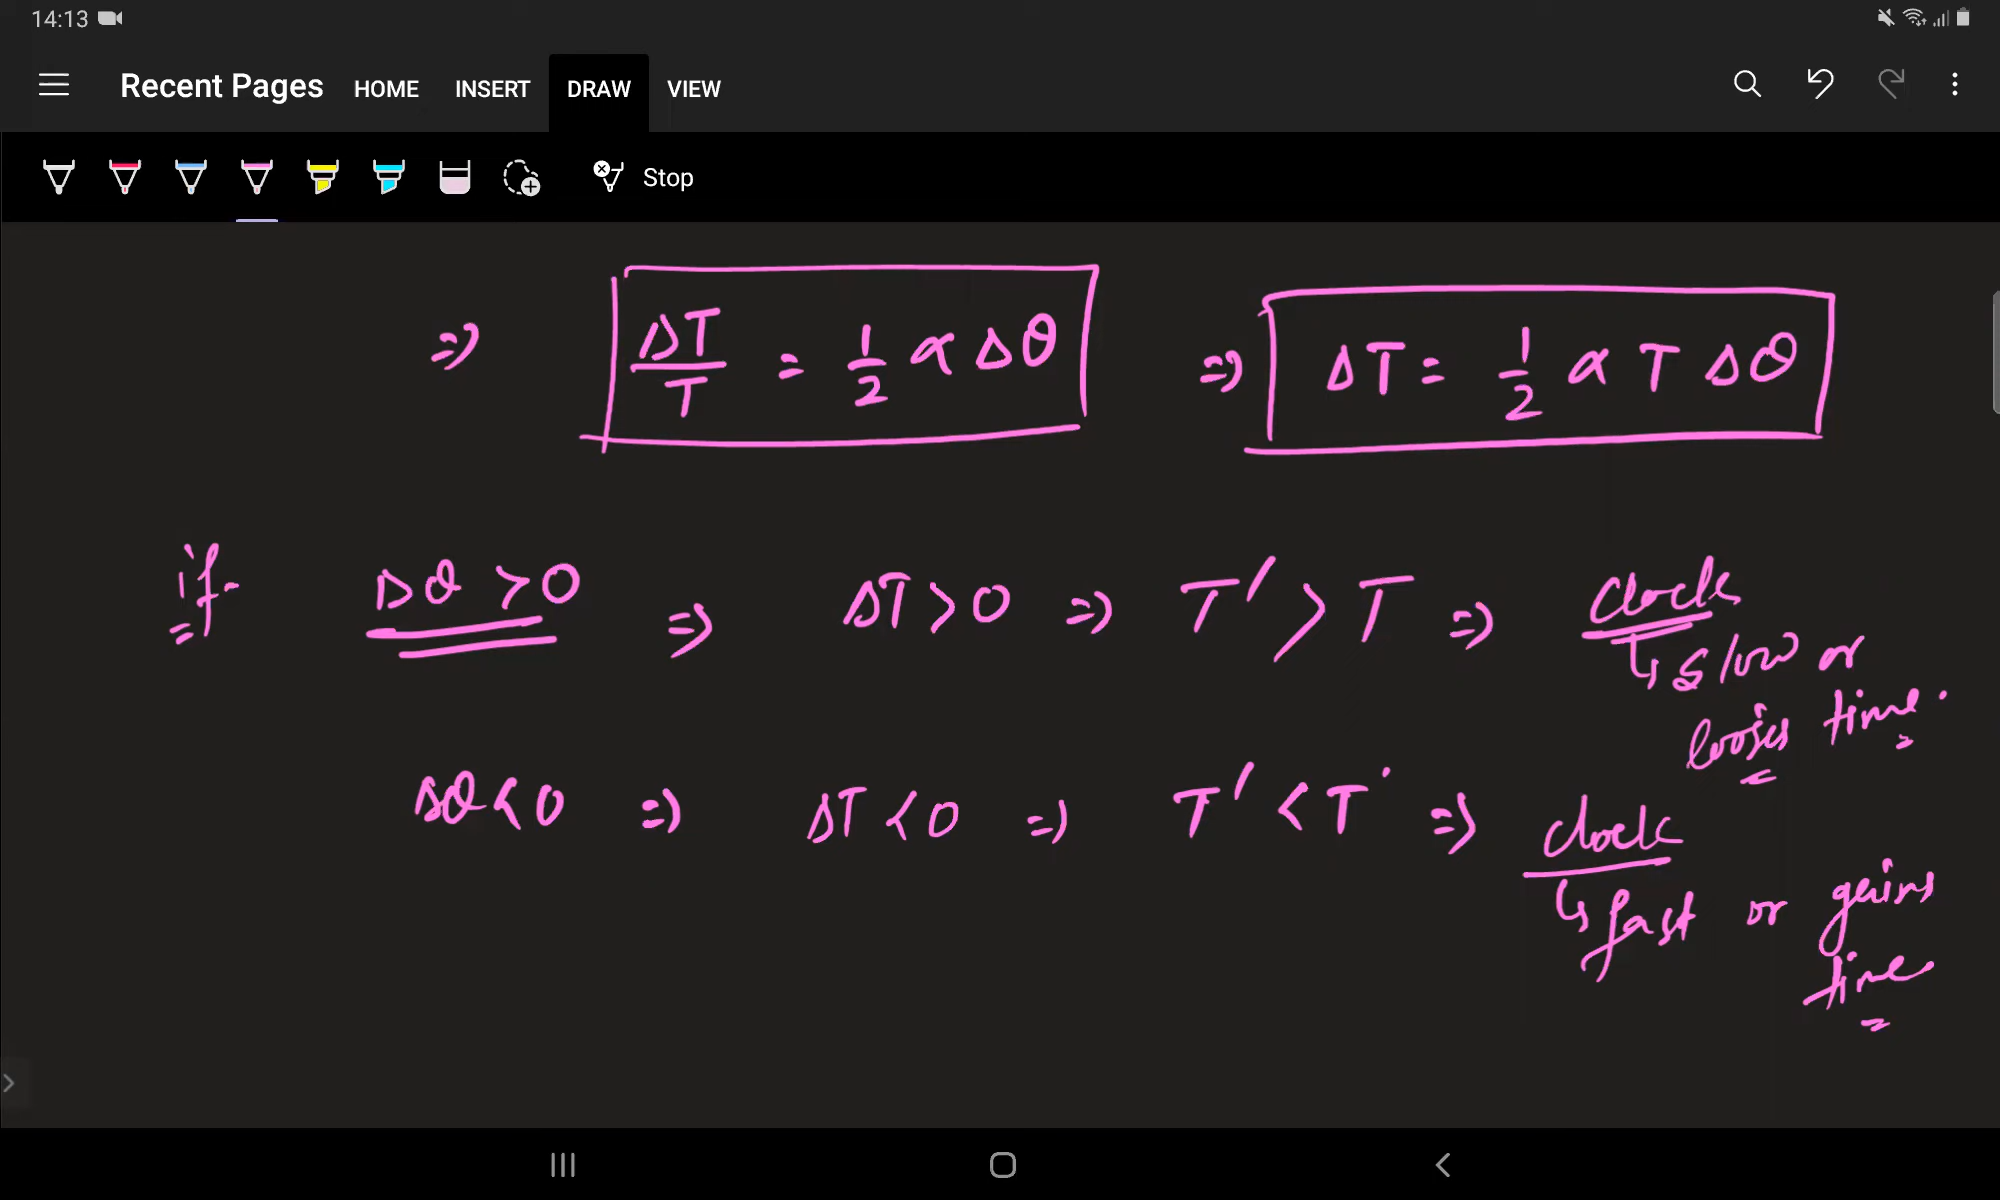 14:13
Recent Pages HOME INSERT DRAW VIEW
Stop
⇒ ΔT/T = 1/2 α Δθ ⇒ ΔT = 1/2 α T Δθ
if Δθ > 0 ⇒ ΔT > 0 ⇒ T' > T ⇒ clock
↳ slow or
looses time.
Δθ < 0 ⇒ ΔT < 0 ⇒ T' < T ⇒ clock
↳ fast or gains
time